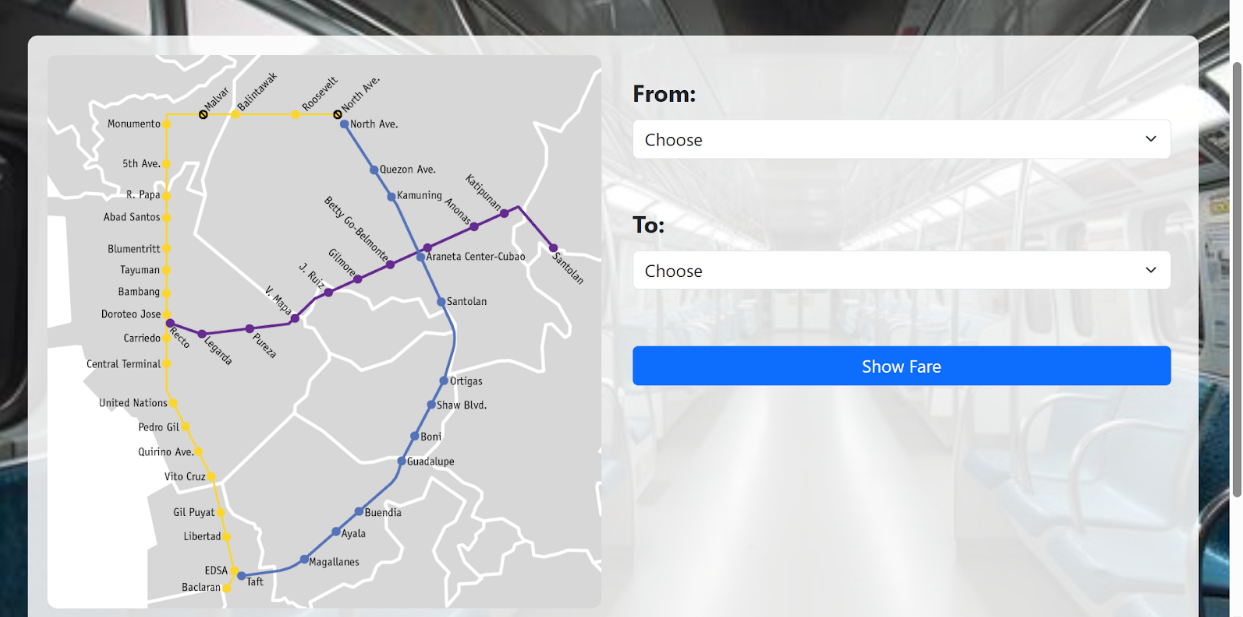 Malvar
Balintawak
Roosevelt
North Ave.
Monumento
North Ave.
5th Ave.
Quezon Ave.
R. Papa
Kamuning
Katipunan
Abad Santos
Anonas
Betty Go-Belmonte
Blumentritt
Araneta Center-Cubao
Santolan
Tayuman
Gilmore
Bambang
J. Ruiz
Santolan
Doroteo Jose
V. Mapa
Carriedo
Recto
Legarda
Pureza
Central Terminal
Ortigas
United Nations
Shaw Blvd.
Pedro Gil
Boni
Quirino Ave.
Guadalupe
Vito Cruz
Gil Puyat
Buendia
Libertad
Ayala
Magallanes
EDSA
Taft
Baclaran
From:
Choose
To:
Choose
Show Fare